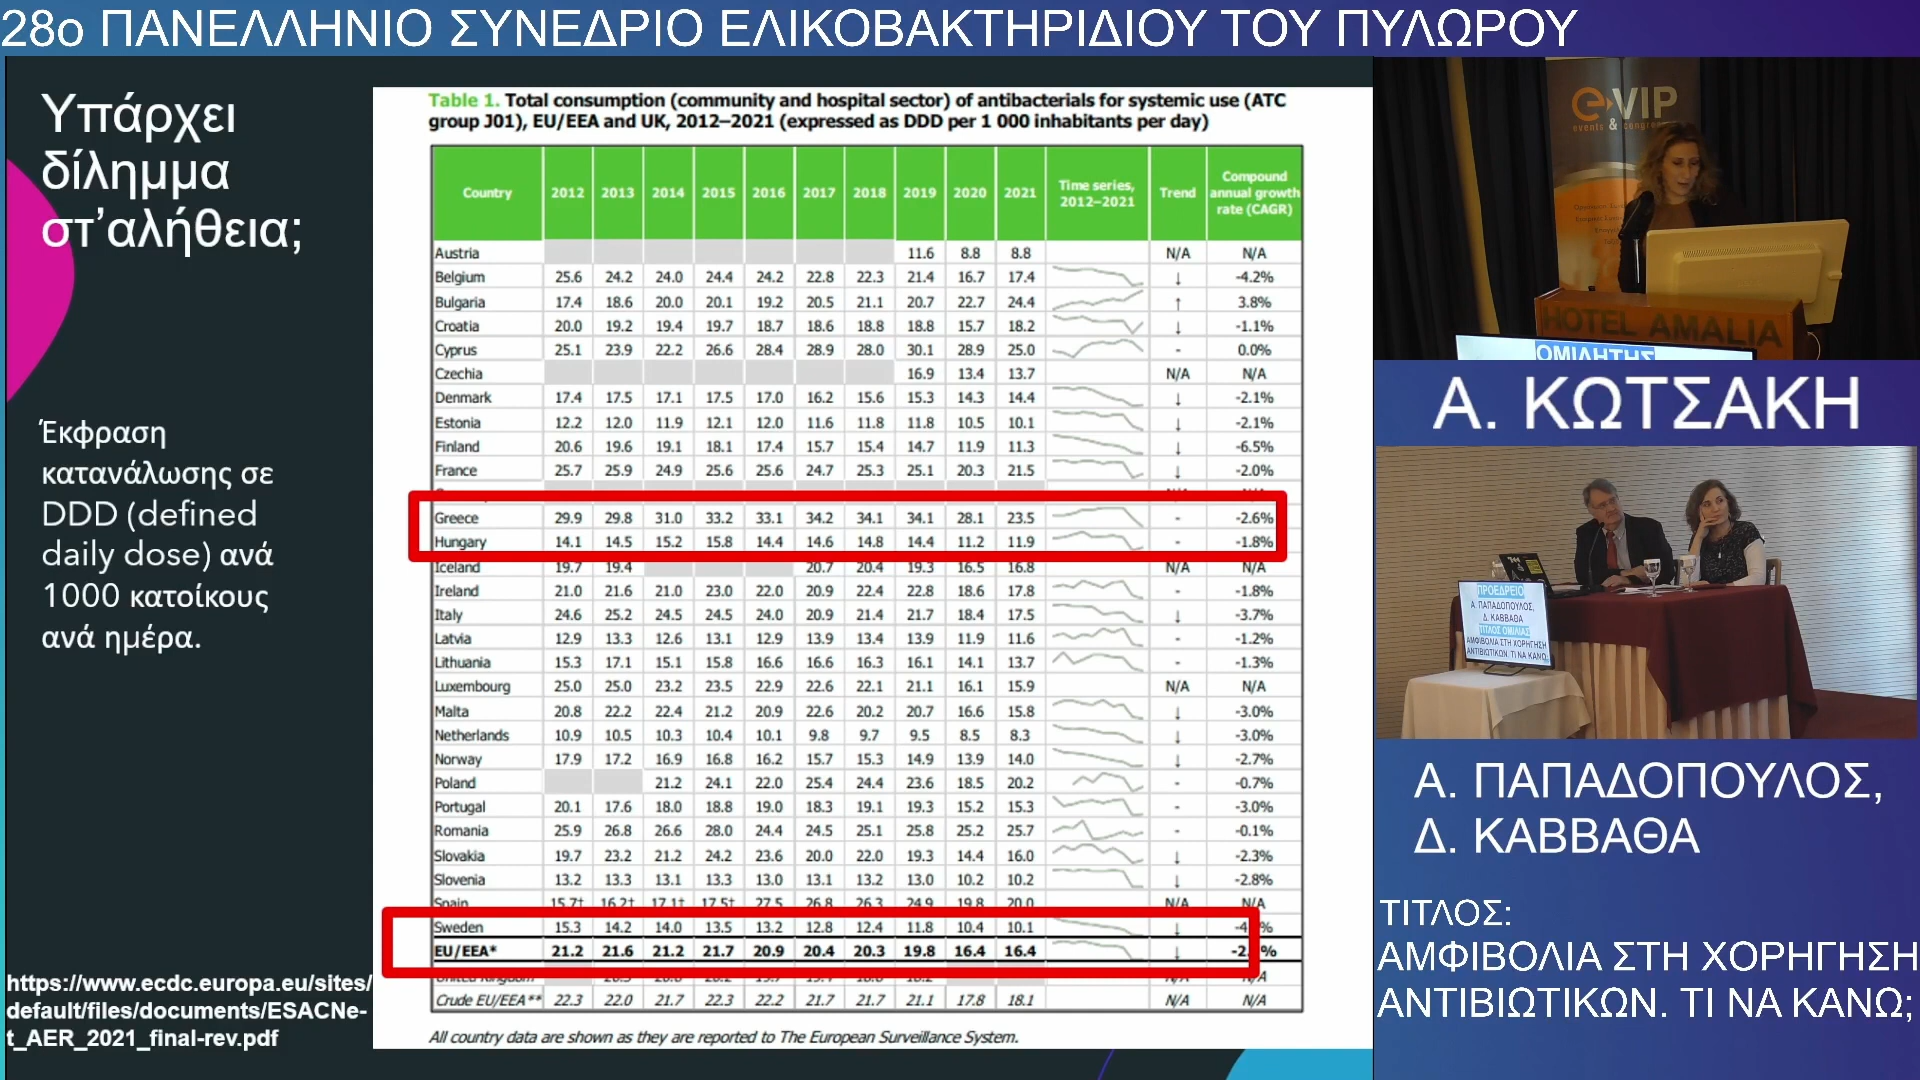 28ο ΠΑΝΕΛΛΗΝΙΟ ΣΥΝΕΔΡΙΟ ΕΛΙΚΟΒΑΚΤΗΡΙΔΙΟΥ ΤΟΥ ΠΥΛΩΡΟΥ
Υπάρχει
δίλημμα
στ’αλήθεια;
Έκφραση
κατανάλωσης σε
DDD (defined
daily dose) ανά
1000 κατοίκους
ανά ημέρα.
https://www.ecdc.europa.eu/sites/
default/files/documents/ESACNe-
t_AER_2021_final-rev.pdf
Table 1. Total consumption (community and hospital sector) of antibacterials for systemic use (ATC
group J01), EU/EEA and UK, 2012–2021 (expressed as DDD per 1 000 inhabitants per day)
Country 2012 2013 2014 2015 2016 2017 2018 2019 2020 2021 Time series, 2012–2021 Trend Compound annual growth rate (CAGR)
Austria 11.6 8.8 8.8 N/A N/A
Belgium 25.6 24.2 24.0 24.4 24.2 22.8 22.3 21.4 16.7 17.4 ↓ -4.2%
Bulgaria 17.4 18.6 20.0 20.1 19.2 20.5 21.1 20.7 22.7 24.4 ↑ 3.8%
Croatia 20.0 19.2 19.4 19.7 18.7 18.6 18.8 18.8 15.7 18.2 ↓ -1.1%
Cyprus 25.1 23.9 22.2 26.6 28.4 28.9 28.0 30.1 28.9 25.0 - 0.0%
Czechia 16.9 13.4 13.7 N/A N/A
Denmark 17.4 17.5 17.1 17.5 17.0 16.2 15.6 15.3 14.3 14.4 ↓ -2.1%
Estonia 12.2 12.0 11.9 12.1 12.0 11.6 11.8 11.8 10.5 10.1 ↓ -2.1%
Finland 20.6 19.6 19.1 18.1 17.4 15.7 15.4 14.7 11.9 11.3 ↓ -6.5%
France 25.7 25.9 24.9 25.6 25.6 24.7 25.3 25.1 20.3 21.5 ↓ -2.0%
Greece 29.9 29.8 31.0 33.2 33.1 34.2 34.1 34.1 28.1 23.5 - -2.6%
Hungary 14.1 14.5 15.2 15.8 14.4 14.6 14.8 14.4 11.2 11.9 - -1.8%
Iceland 19.7 19.4 20.7 20.4 19.3 16.5 16.8 N/A N/A
Ireland 21.0 21.6 21.0 23.0 22.0 20.9 22.4 22.8 18.6 17.8 - -1.8%
Italy 24.6 25.2 24.5 24.5 24.0 20.9 21.4 21.7 18.4 17.5 ↓ -3.7%
Latvia 12.9 13.3 12.6 13.1 12.9 13.9 13.4 13.9 11.9 11.6 - -1.2%
Lithuania 15.3 17.1 15.1 15.8 16.6 16.6 16.3 16.1 14.1 13.7 - -1.3%
Luxembourg 25.0 25.0 23.2 23.5 22.9 22.6 22.1 21.1 16.1 15.9 N/A N/A
Malta 20.8 22.2 22.4 21.2 20.9 22.6 20.2 20.7 16.6 15.8 ↓ -3.0%
Netherlands 10.9 10.5 10.3 10.4 10.1 9.8 9.7 9.5 8.5 8.3 ↓ -3.0%
Norway 17.9 17.2 16.9 16.8 16.2 15.7 15.3 14.9 13.9 14.0 ↓ -2.7%
Poland 21.2 24.1 22.0 25.4 24.4 23.6 18.5 20.2 - -0.7%
Portugal 20.1 17.6 18.0 18.8 19.0 18.3 19.1 19.3 15.2 15.3 - -3.0%
Romania 25.9 26.8 26.6 28.0 24.4 24.5 25.1 25.8 25.2 25.7 - -0.1%
Slovakia 19.7 23.2 21.2 24.2 23.6 20.0 22.0 19.3 14.4 16.0 ↓ -2.3%
Slovenia 13.2 13.3 13.1 13.3 13.0 13.1 13.2 13.0 10.2 10.2 ↓ -2.8%
Spain 15.7† 16.2† 17.1† 17.5† 27.5 26.8 26.3 24.9 19.8 20.0 N/A N/A
Sweden 15.3 14.2 14.0 13.5 13.2 12.8 12.4 11.8 10.4 10.1 ↓
EU/EEA* 21.2 21.6 21.2 21.7 20.9 20.4 20.3 19.8 16.4 16.4 ↓
Crude EU/EEA** 22.3 22.0 21.7 22.3 22.2 21.7 21.7 21.1 17.8 18.1 N/A N/A
All country data are shown as they are reported to The European Surveillance System.
e-VIP
events & congress
HOTEL AMALIA
ΟΜΙΛΗΤΗΣ
Α. ΚΩΤΣΑΚΗ
ΠΡΟΕΔΡΕΙΟ
Α. ΠΑΠΑΔΟΠΟΥΛΟΣ,
Δ. ΚΑΒΒΑΘΑ
ΤΙΤΛΟΣ ΟΜΙΛΙΑΣ
ΑΜΦΙΒΟΛΙΑ ΣΤΗ ΧΟΡΗΓΗΣΗ
ΑΝΤΙΒΙΩΤΙΚΩΝ. ΤΙ ΝΑ ΚΑΝΩ;
Α. ΠΑΠΑΔΟΠΟΥΛΟΣ,
Δ. ΚΑΒΒΑΘΑ
ΤΙΤΛΟΣ:
ΑΜΦΙΒΟΛΙΑ ΣΤΗ ΧΟΡΗΓΗΣΗ
ΑΝΤΙΒΙΩΤΙΚΩΝ. ΤΙ ΝΑ ΚΑΝΩ;